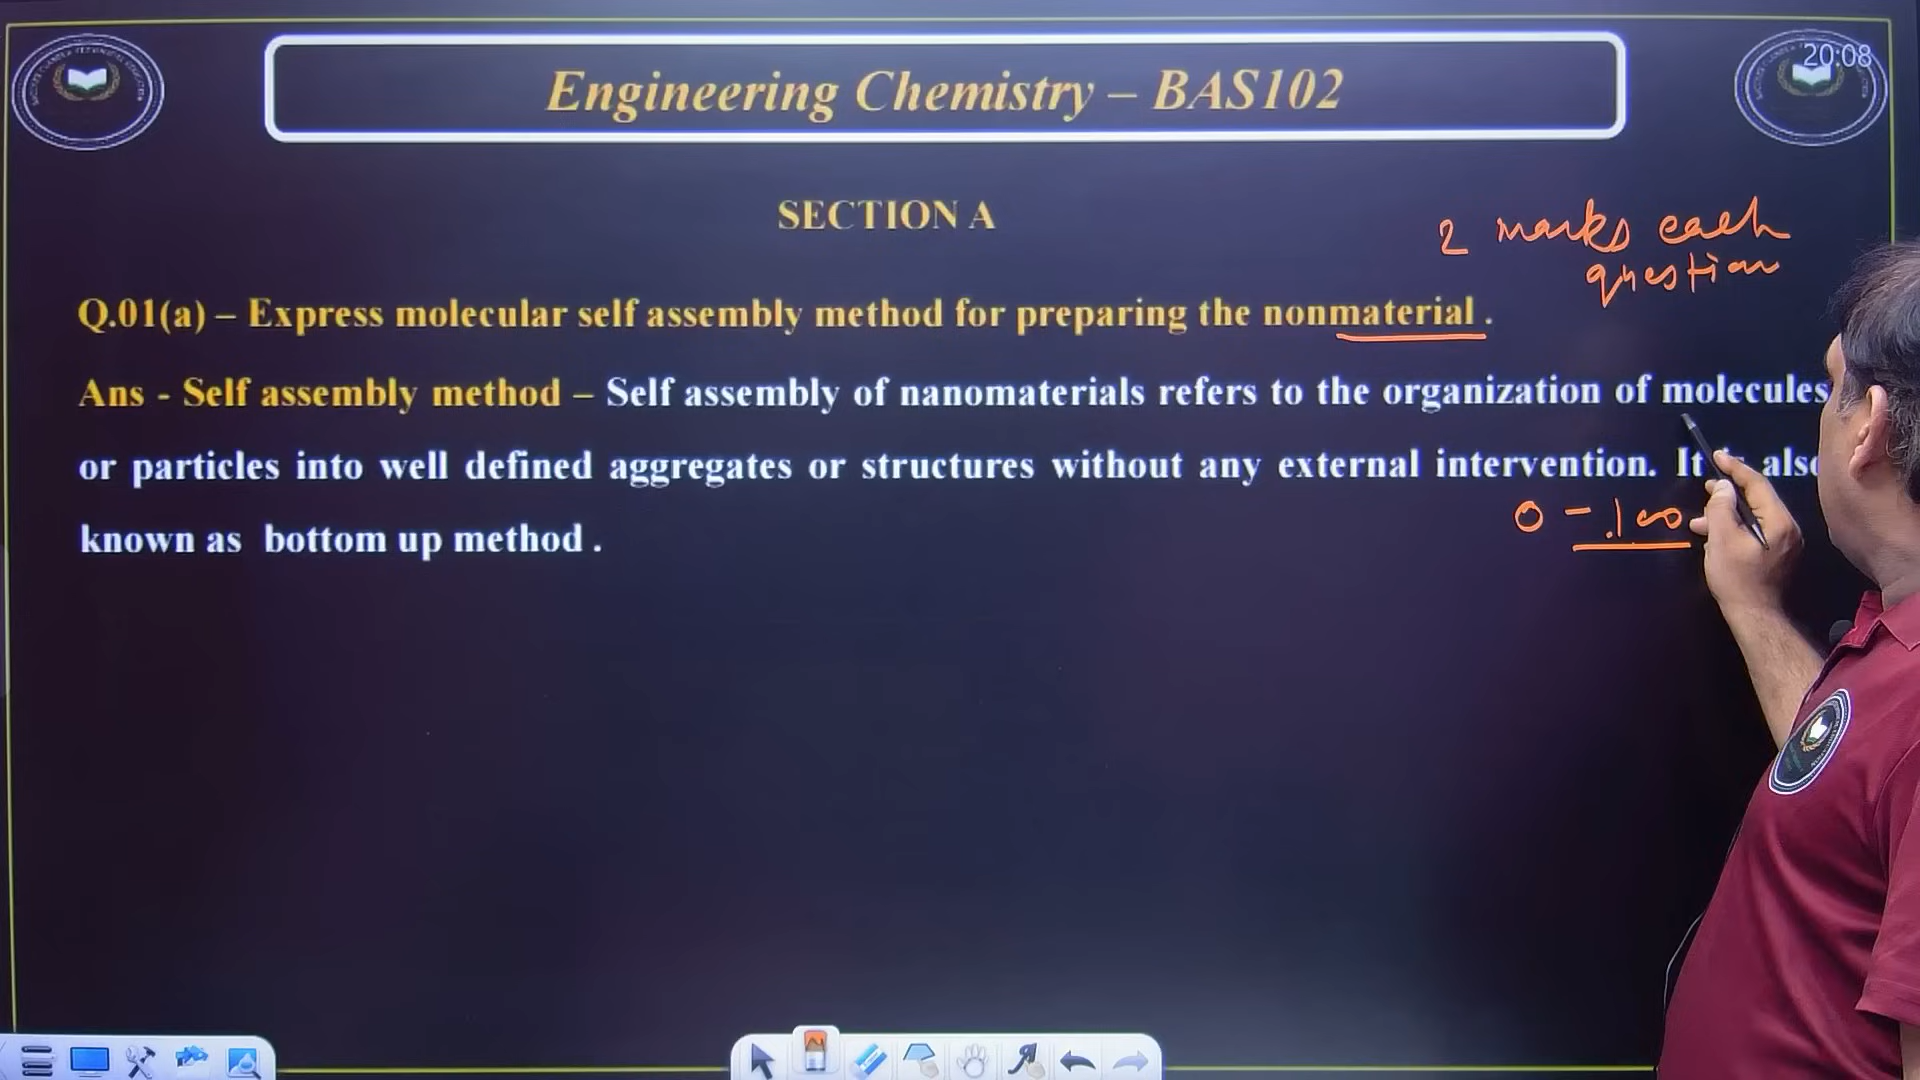 20:08
Engineering Chemistry – BAS102
SECTION A
2 marks each
question
Q.01(a) – Express molecular self assembly method for preparing the nonmaterial .
Ans - Self assembly method – Self assembly of nanomaterials refers to the organization of molecules
or particles into well defined aggregates or structures without any external intervention. It is also
0 – 100
known as bottom up method .